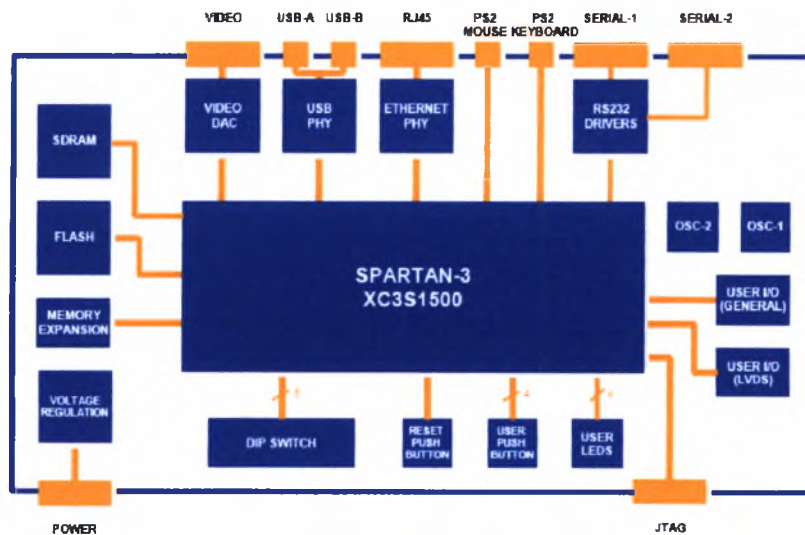 VIDEO USB-A USB-B RJ45 PS2 PS2 SERIAL-1 SERIAL-2
MOUSE KEYBOARD
VIDEO
DAC
USB
PHY
ETHERNET
PHY
RS232
DRIVERS
SDRAM
FLASH
MEMORY
EXPANSION
VOLTAGE
REGULATION
SPARTAN-3
XC3S1500
OSC-2
OSC-1
USER I/O
(GENERAL)
USER I/O
(LVDS)
4
DIP SWITCH
RESET
PUSH
BUTTON
USER
PUSH
BUTTON
USER
LEDS
POWER
JTAG